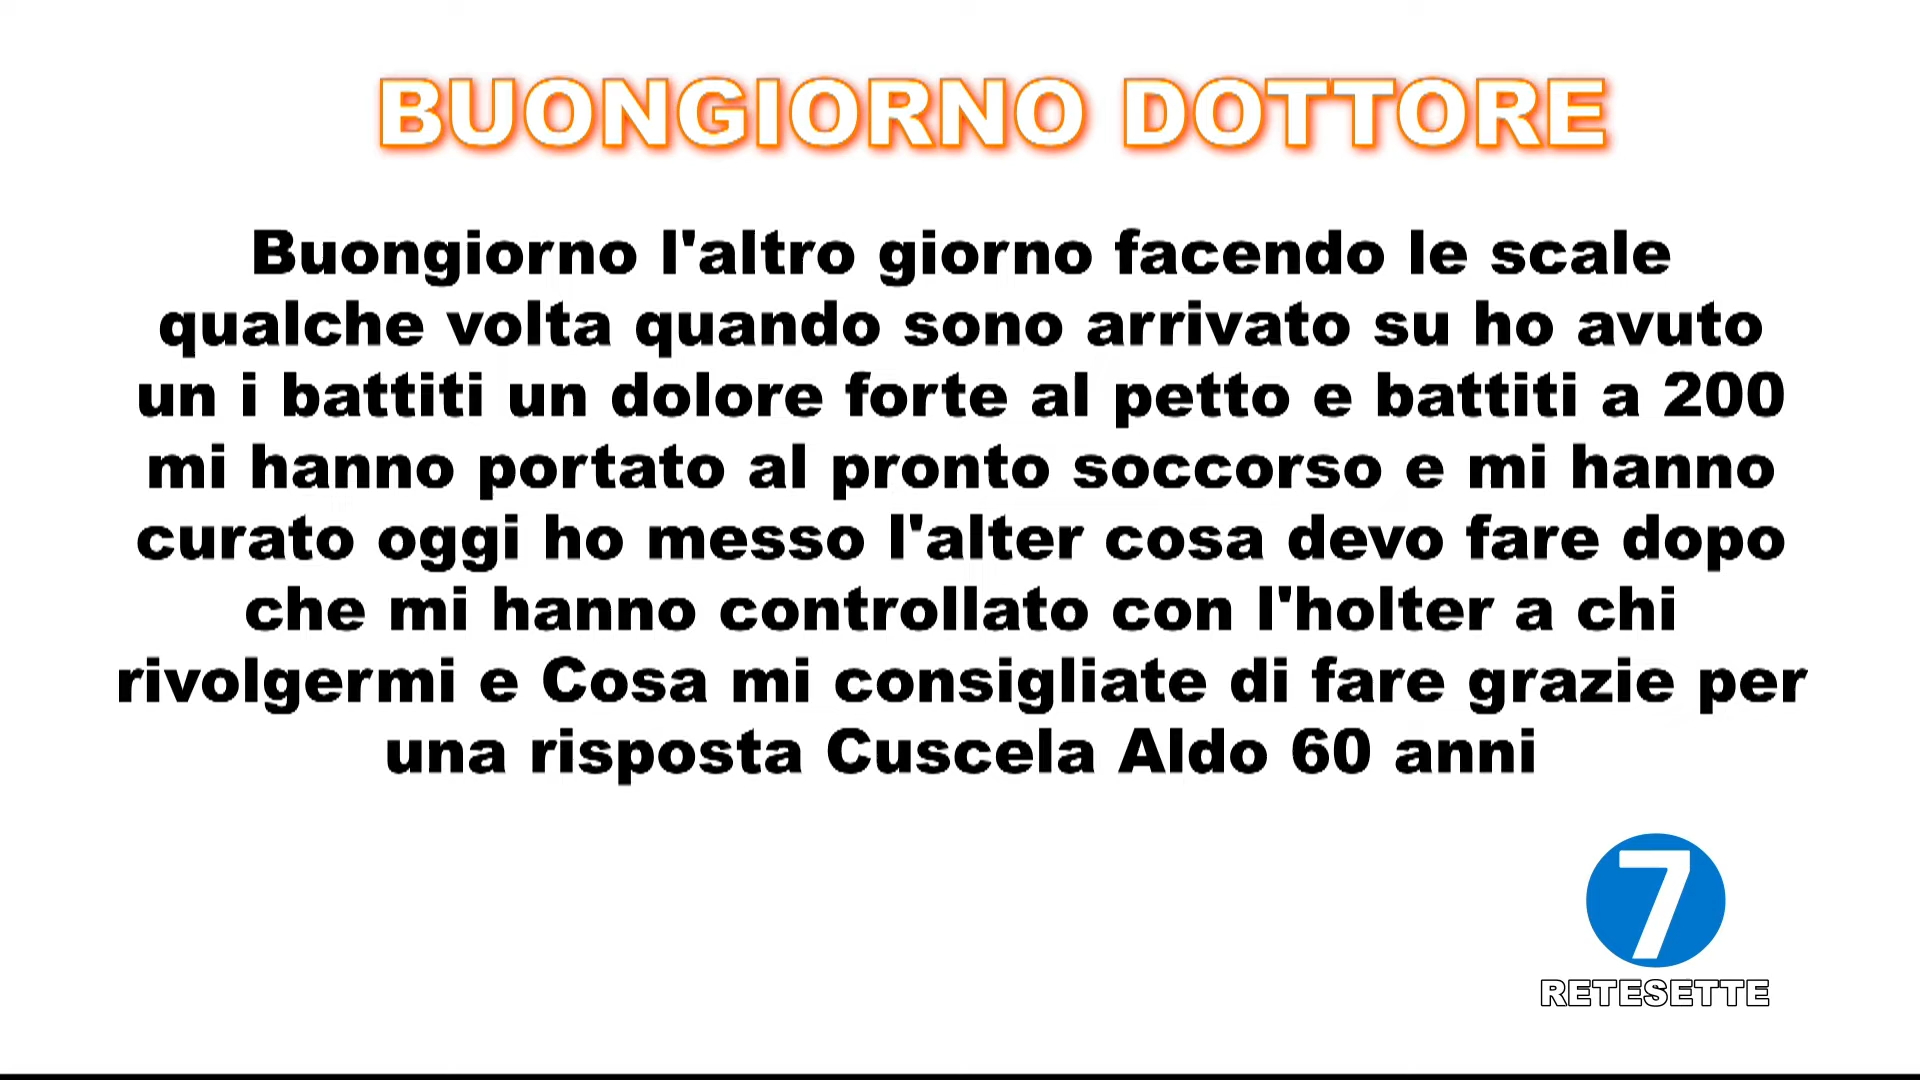 BUONGIORNO DOTTORE
Buongiorno l'altro giorno facendo le scale
qualche volta quando sono arrivato su ho avuto
un i battiti un dolore forte al petto e battiti a 200
mi hanno portato al pronto soccorso e mi hanno
curato oggi ho messo l'alter cosa devo fare dopo
che mi hanno controllato con l'holter a chi
rivolgermi e Cosa mi consigliate di fare grazie per
una risposta Cuscela Aldo 60 anni
7
RETESETTE